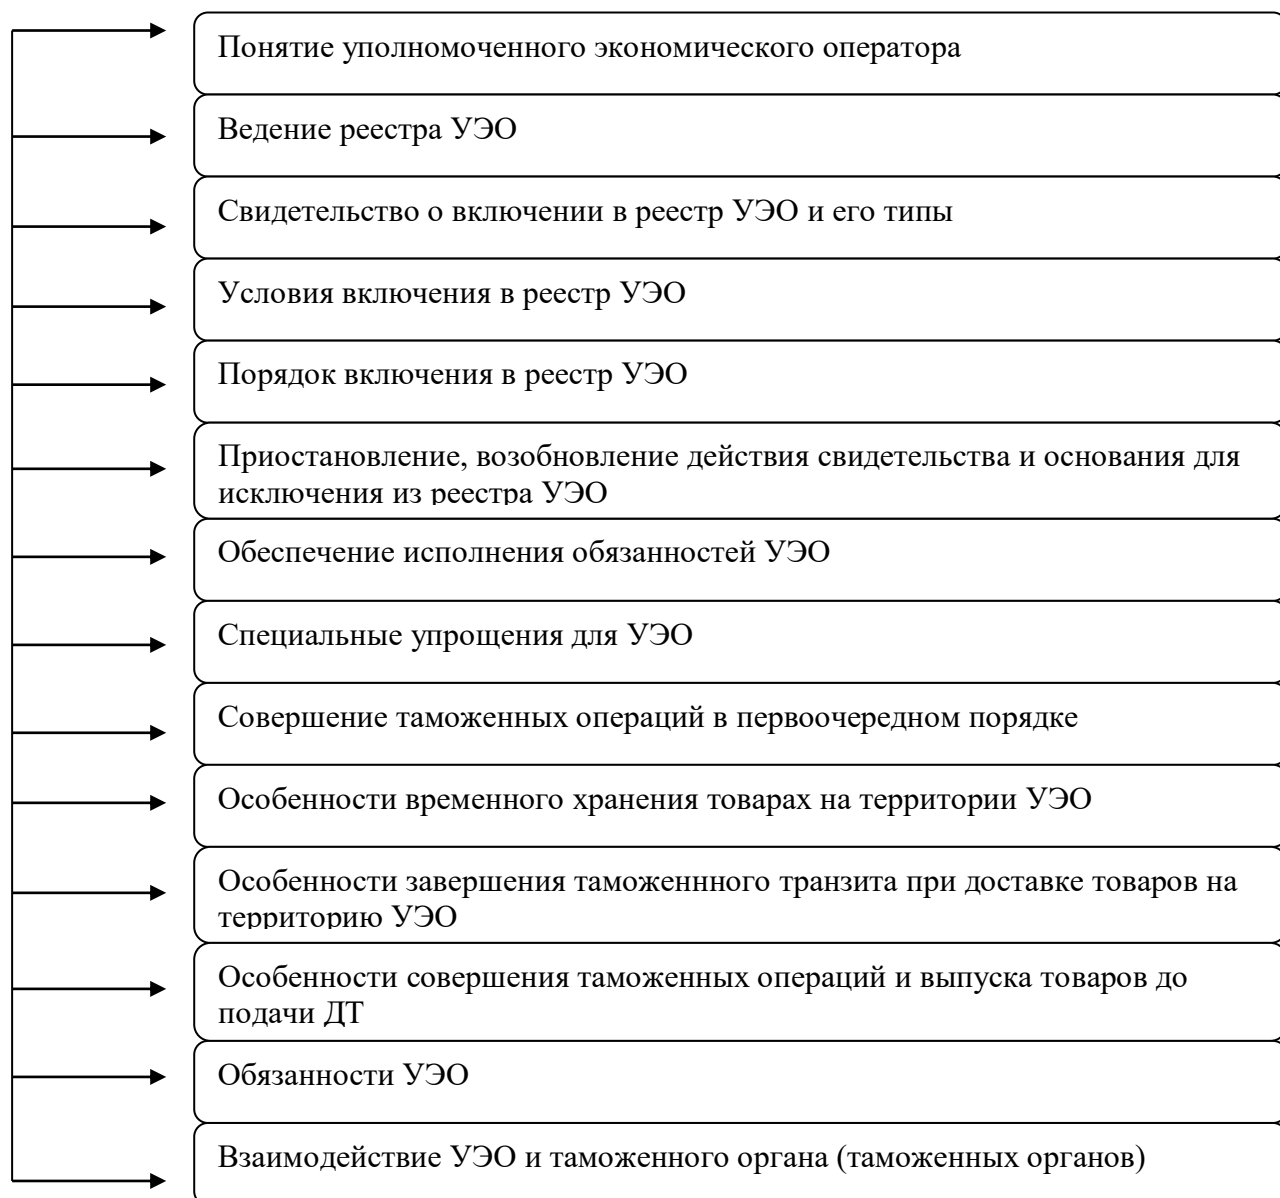 Понятие уполномоченного экономического оператора
Ведение реестра УЭО
Свидетельство о включении в реестр УЭО и его типы
Условия включения в реестр УЭО
Порядок включения в реестр УЭО
Приостановление, возобновление действия свидетельства и основания для
исключения из реестра УЭО
Обеспечение исполнения обязанностей УЭО
Специальные упрощения для УЭО
Совершение таможенных операций в первоочередном порядке
Особенности временного хранения товарах на территории УЭО
Особенности завершения таможеннного транзита при доставке товаров на
территорию УЭО
Особенности совершения таможенных операций и выпуска товаров до
подачи ДТ
Обязанности УЭО
Взаимодействие УЭО и таможенного органа (таможенных органов)